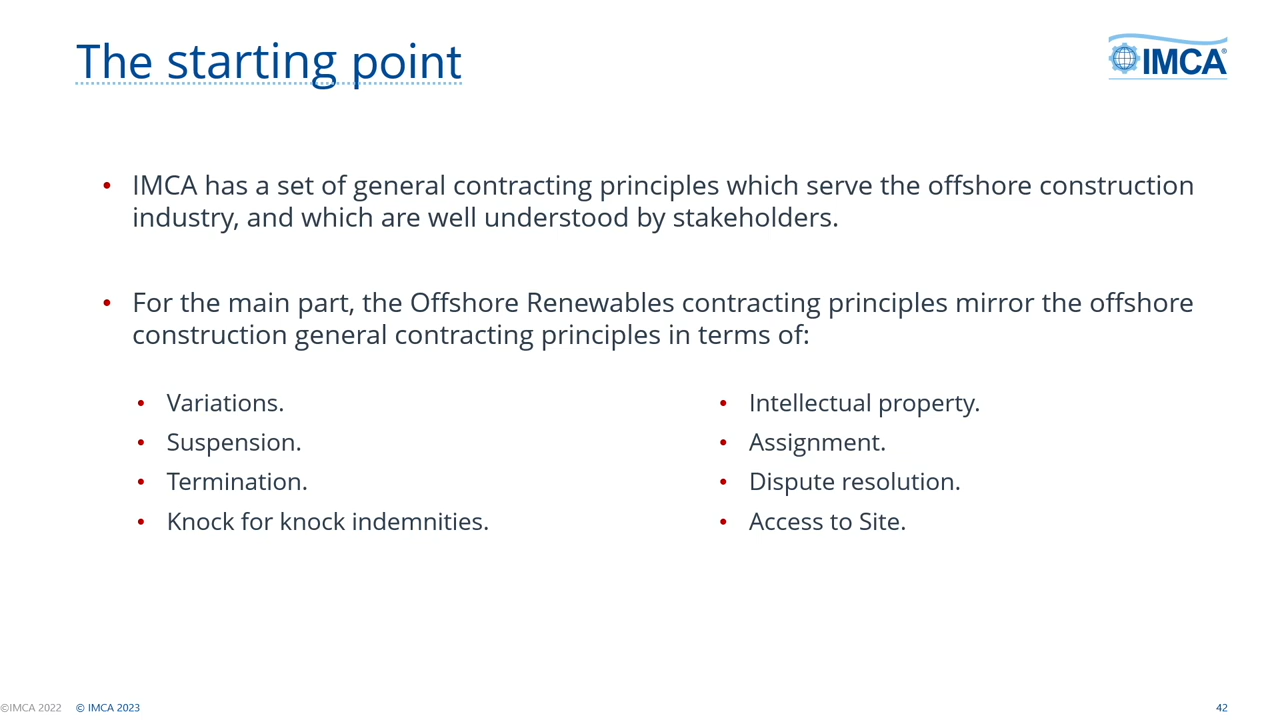 The starting point
IMCA®
• IMCA has a set of general contracting principles which serve the offshore construction
industry, and which are well understood by stakeholders.
• For the main part, the Offshore Renewables contracting principles mirror the offshore
construction general contracting principles in terms of:
• Variations.
• Suspension.
• Termination.
• Knock for knock indemnities.
• Intellectual property.
• Assignment.
• Dispute resolution.
• Access to Site.
©IMCA 2022
© IMCA 2023
42